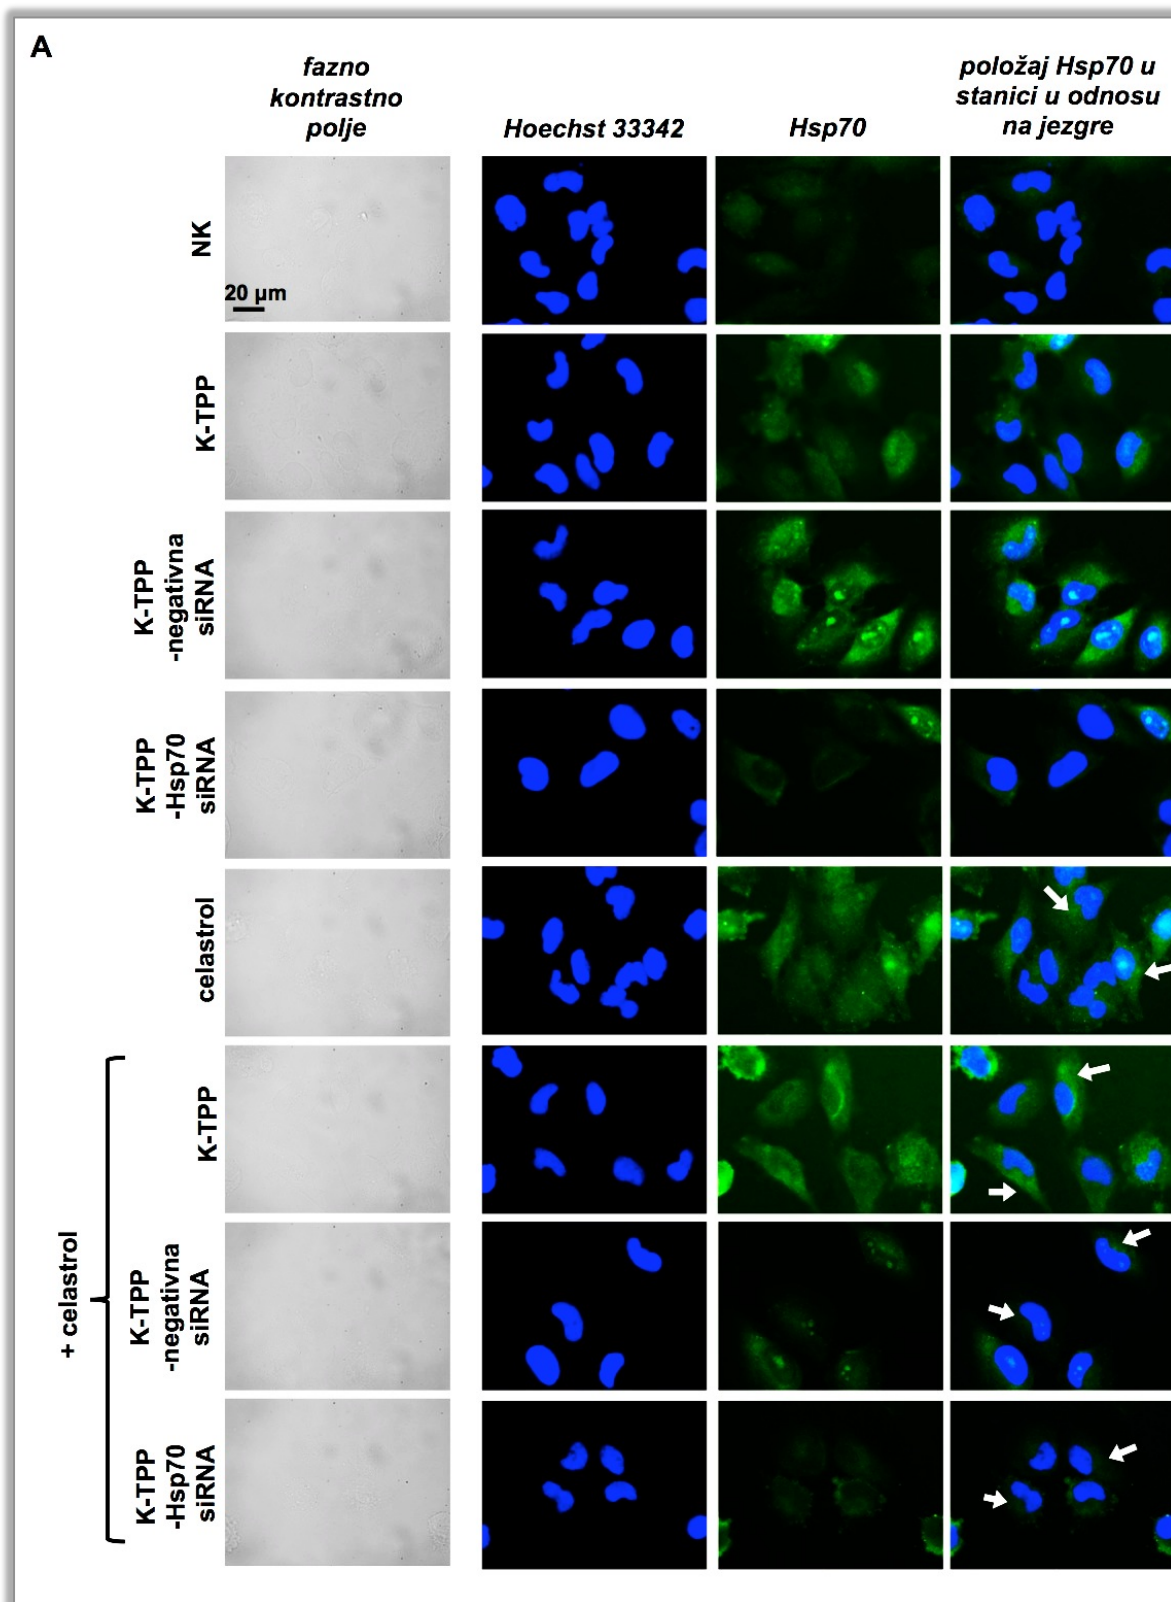 A
fazno
kontrastno
polje
Hoechst 33342
Hsp70
položaj Hsp70 u
stanici u odnosu
na jezgre
NK
20 µm
K-TPP
K-TPP
-negativna
siRNA
K-TPP
-Hsp70
siRNA
celastrol
+ celastrol
K-TPP
K-TPP
-negativna
siRNA
K-TPP
-Hsp70
siRNA